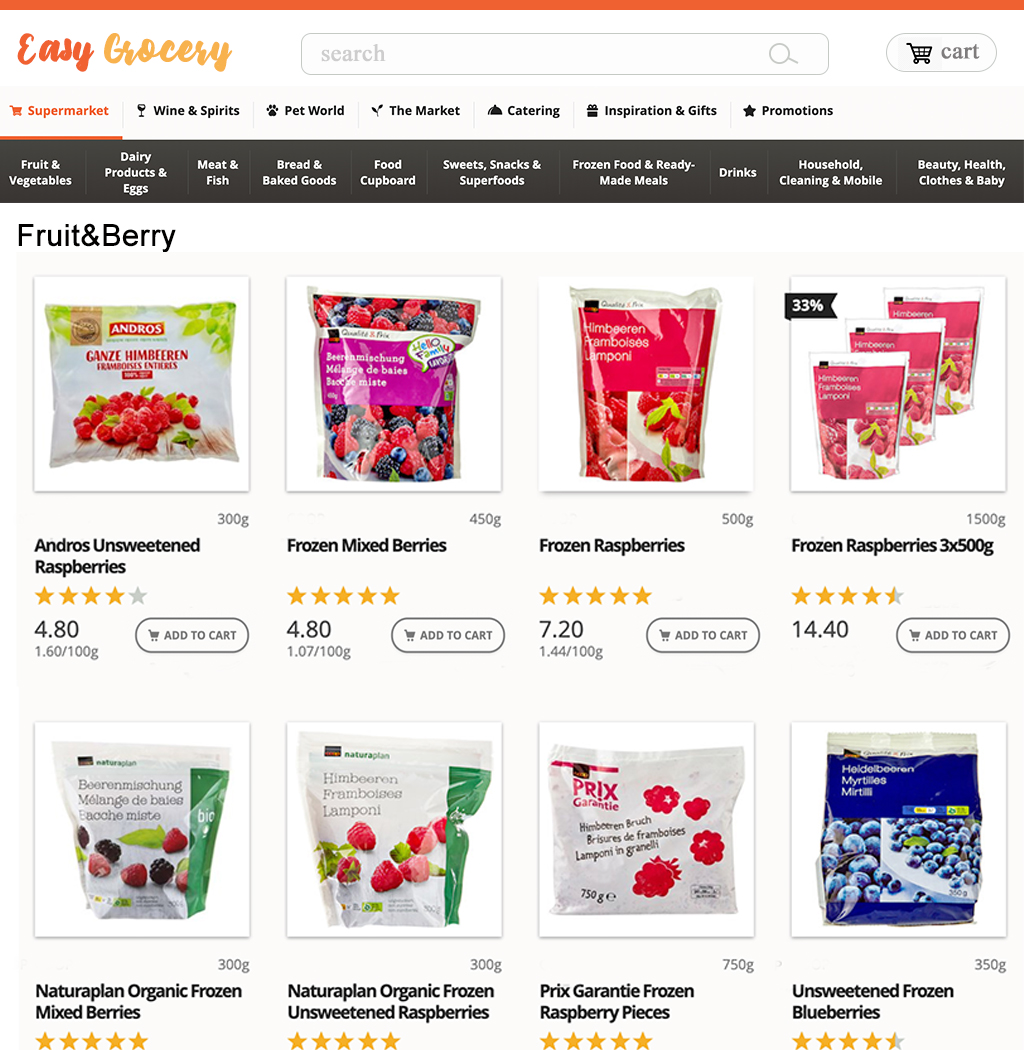 Easy Grocery
search
cart
Supermarket
Wine & Spirits
Pet World
The Market
Catering
Inspiration & Gifts
Promotions
Fruit &
Vegetables
Dairy
Products &
Eggs
Meat &
Fish
Bread &
Baked Goods
Food
Cupboard
Sweets, Snacks &
Superfoods
Frozen Food & Ready-
Made Meals
Drinks
Household,
Cleaning & Mobile
Beauty, Health,
Clothes & Baby
Fruit&Berry
ANDROS
GANZE HIMBEEREN
FRAMBOISES ENTIÈRES
100%
Qualité & Prix
Hello
Family
FAVORIT
Beerenmischung
Mélange de baies
Bacche miste
450g
Qualité & Prix
Himbeeren
Framboises
Lamponi
33%
Himbeeren
Himbeeren
Framboises
Himbeeren
Framboises
Lamponi
300g
Andros Unsweetened
Raspberries
4.80
1.60/100g
ADD TO CART
450g
Frozen Mixed Berries
4.80
1.07/100g
ADD TO CART
500g
Frozen Raspberries
7.20
1.44/100g
ADD TO CART
1500g
Frozen Raspberries 3x500g
14.40
ADD TO CART
naturaplan
Beerenmischung
Mélange de baies
Bacche miste
bio
300g
naturaplan
Himbeeren
Framboises
Lamponi
PRIX
Garantie
Himbeeren Bruch
Brisures de framboises
Lamponi in granelli
750 g e
Qualité & Prix
Heidelbeeren
Myrtilles
Mirtilli
350 g
300g
Naturaplan Organic Frozen
Mixed Berries
300g
Naturaplan Organic Frozen
Unsweetened Raspberries
750g
Prix Garantie Frozen
Raspberry Pieces
350g
Unsweetened Frozen
Blueberries